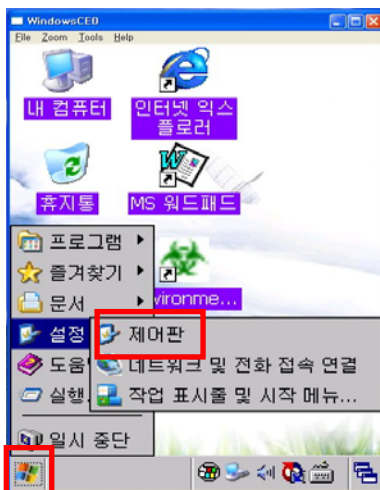 WindowsCE0
File Zoom Tools Help
내 컴퓨터
인터넷 익스
플로러
휴지통
MS 워드패드
프로그램
즐겨찾기
문서
vironme...
설정
제어판
네트워크 및 전화 접속 연결
실행
작업 표시줄 및 시작 메뉴...
일시 중단